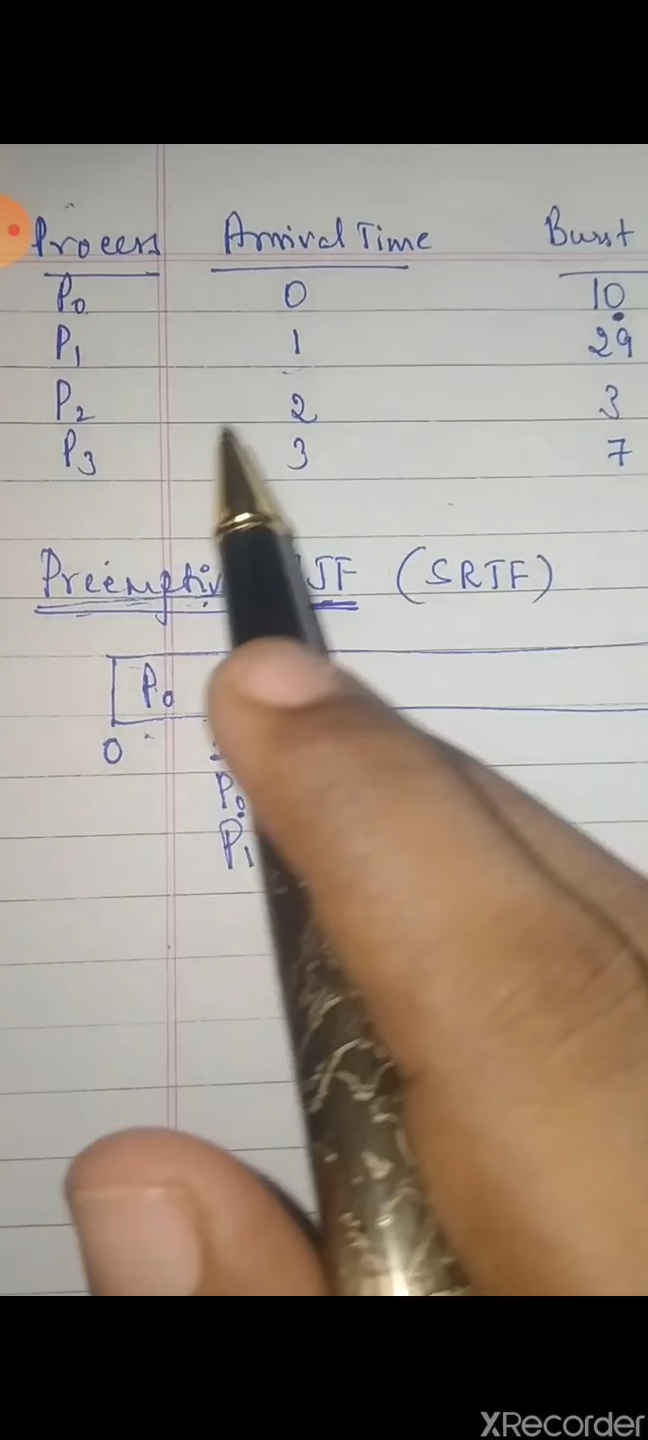 Process Arrival Time Burst
P0 0 10
P1 1 29
P2 2 3
P3 3 7
JF (SRTF)
P0
0
P0
P1
XRecorder